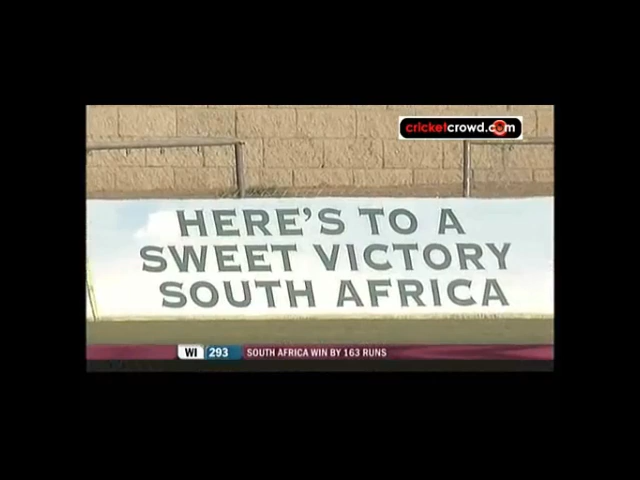 cricketcrowd.com
HERE'S TO A
SWEET VICTORY
SOUTH AFRICA
WI 293 SOUTH AFRICA WIN BY 163 RUNS